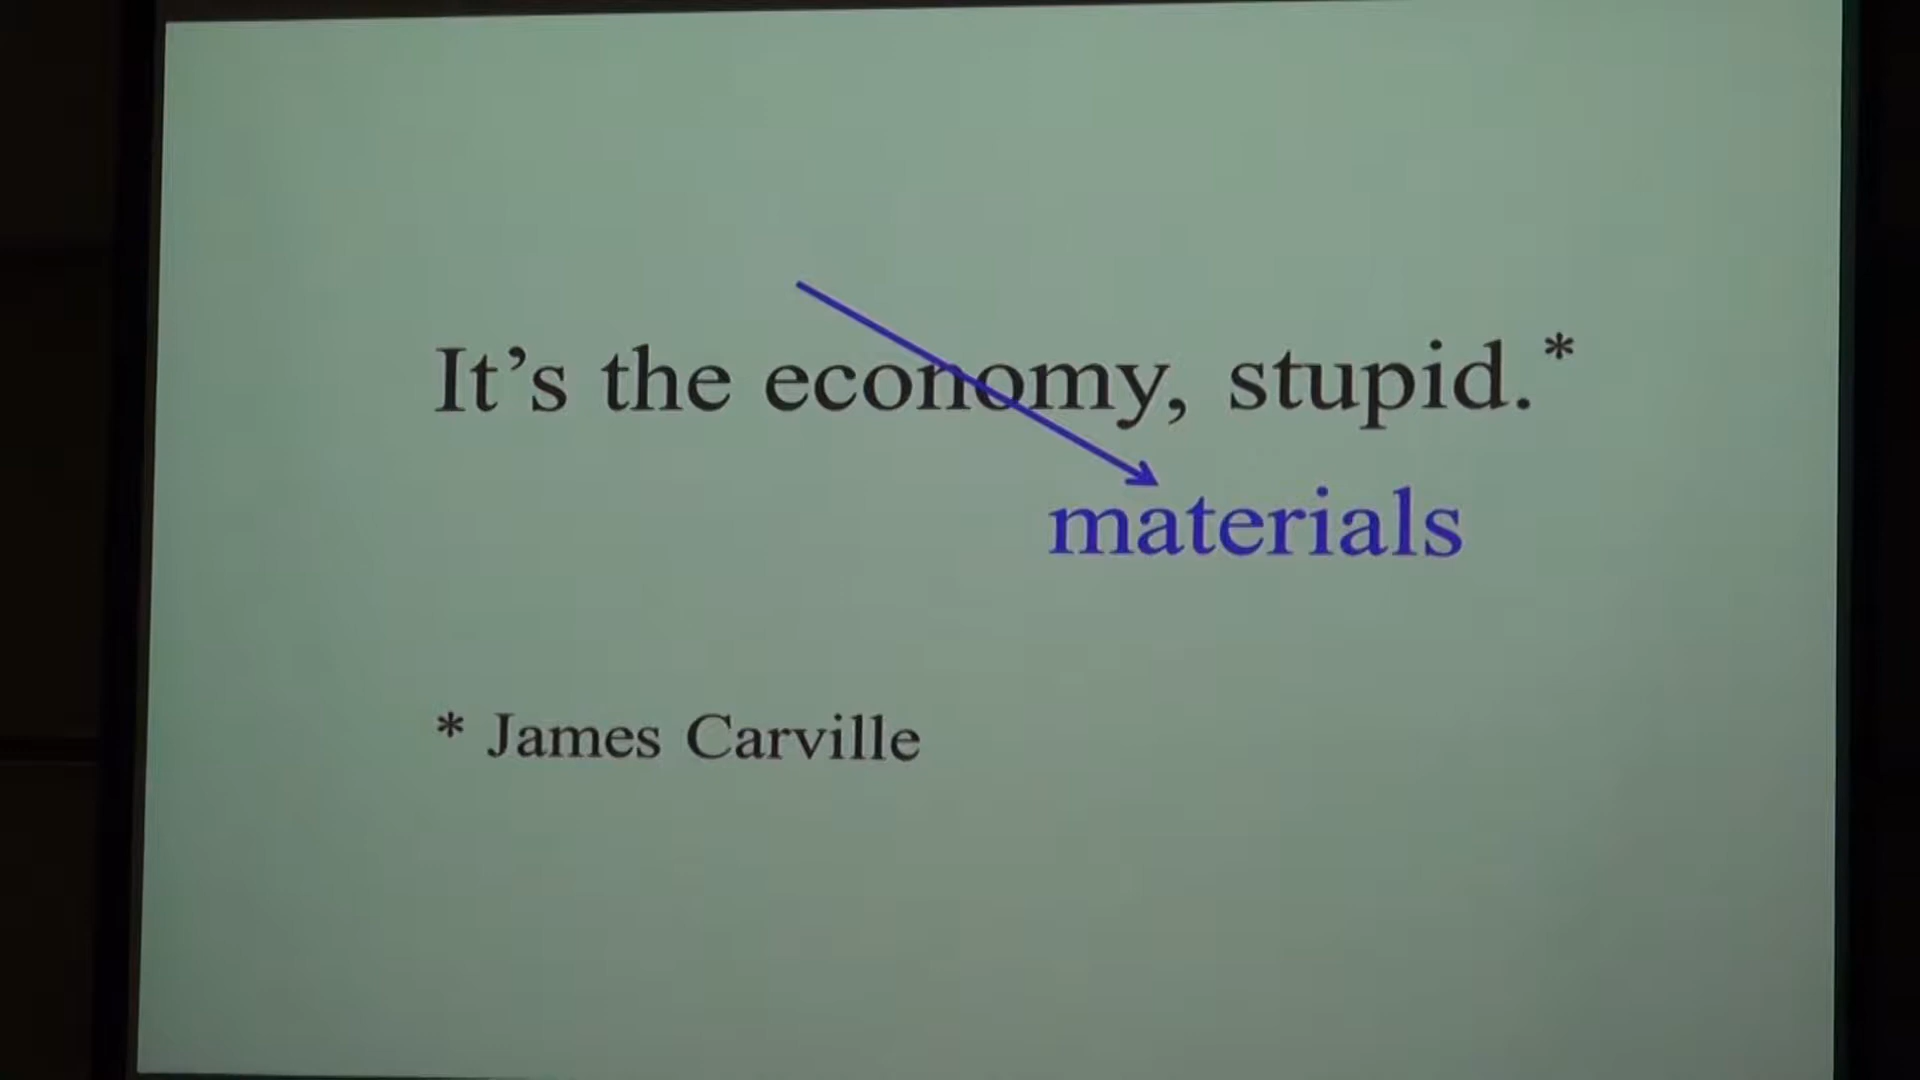 It's the economy, stupid.*
materials
* James Carville